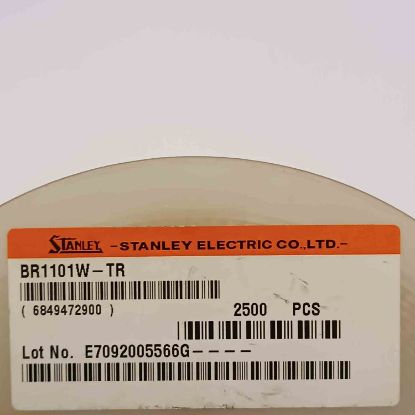 STANLEY -STANLEY ELECTRIC CO.,LTD.-
BR1101W-TR
( 6849472900 ) 2500 PCS
Lot No. E7092005566G----